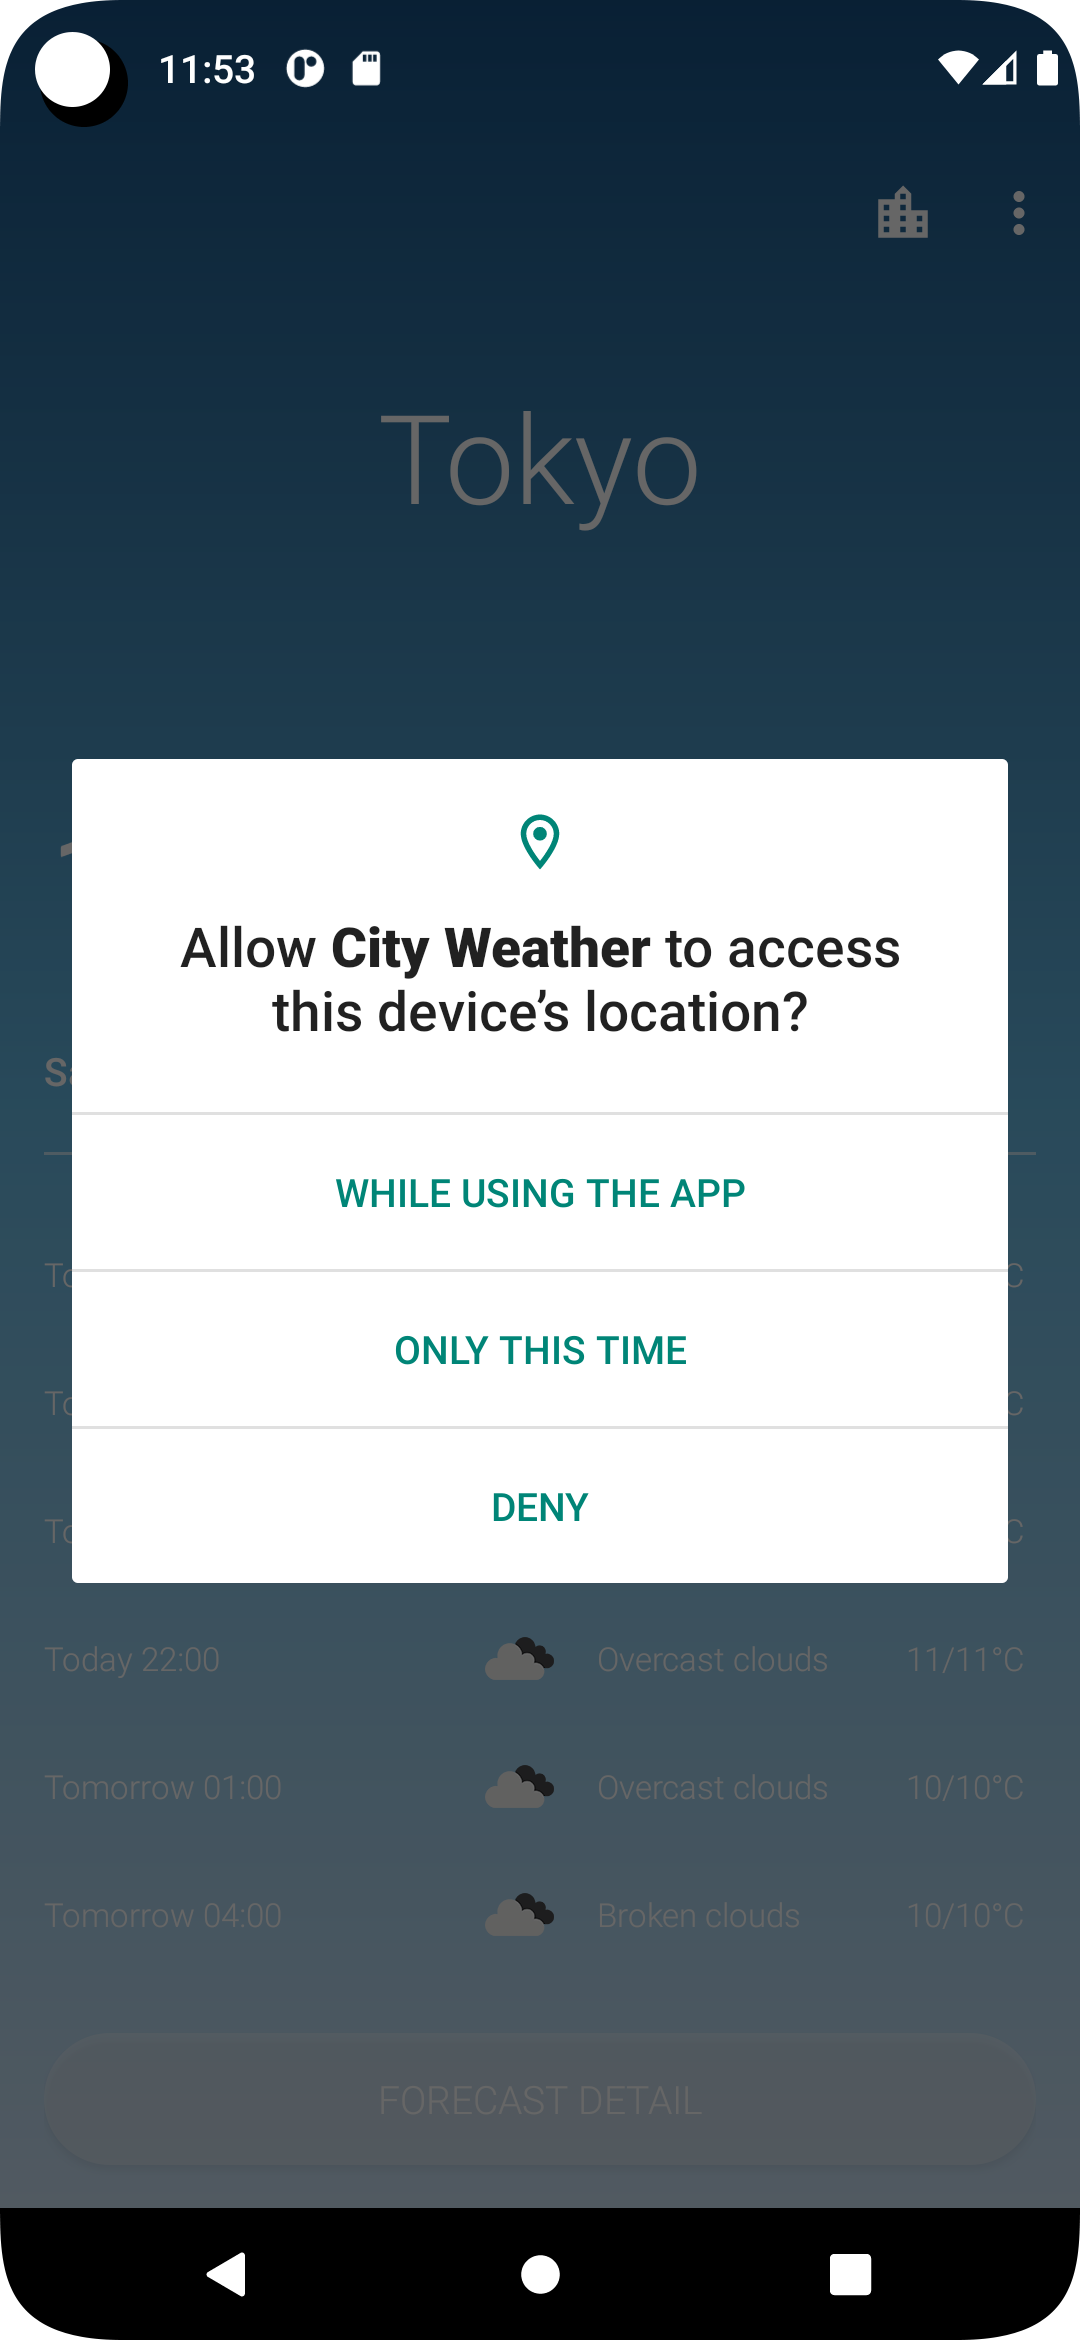 11:53
Tokyo
Allow City Weather to access
this device’s location?
WHILE USING THE APP
ONLY THIS TIME
DENY
Today 22:00 Overcast clouds 11/11°C
Tomorrow 01:00 Overcast clouds 10/10°C
Tomorrow 04:00 Broken clouds 10/10°C
FORECAST DETAIL